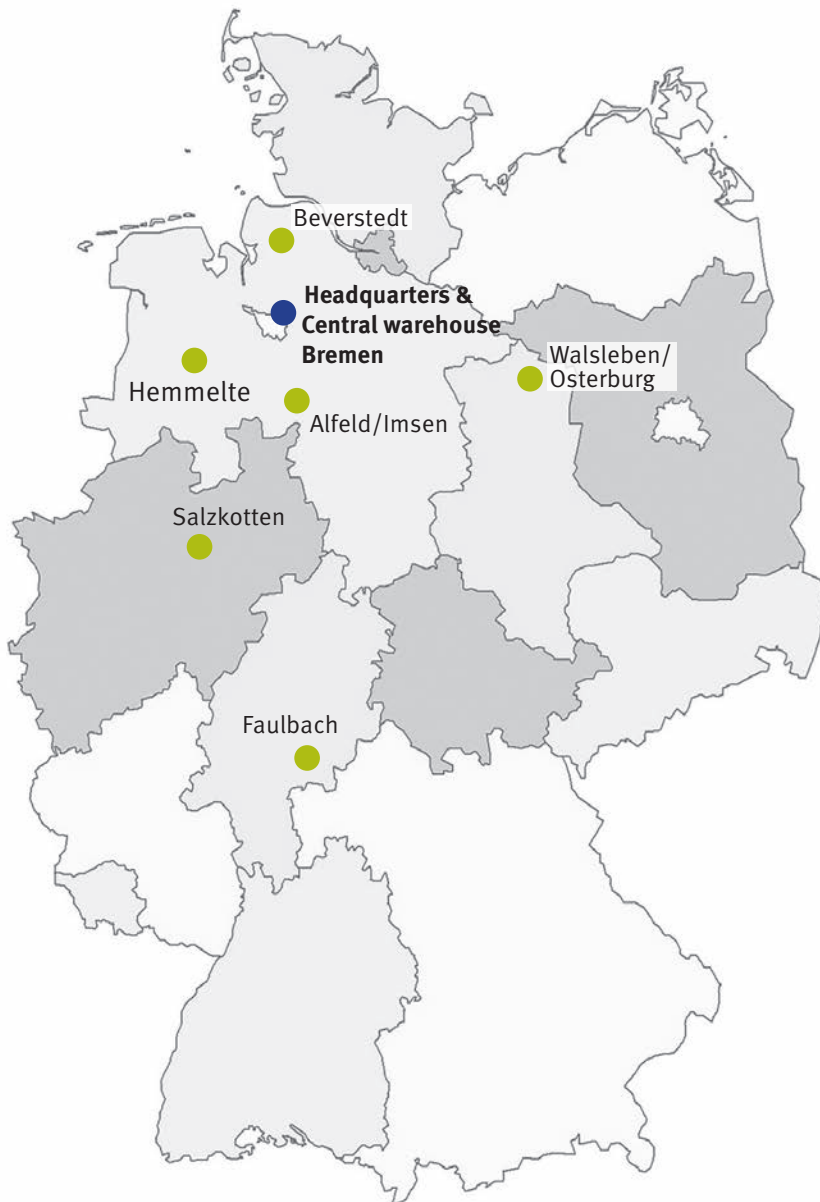 Beverstedt
Headquarters &
Central warehouse
Bremen
Walsleben/
Osterburg
Hemmelte
Alfeld/Imsen
Salzkotten
Faulbach